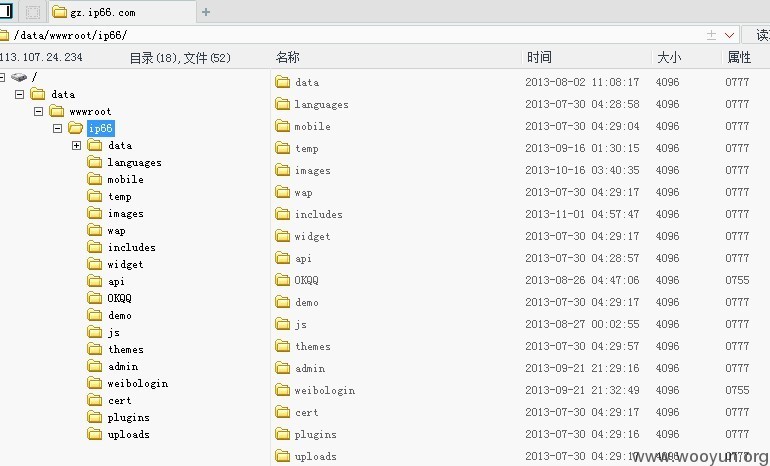 gz.ip66.com
/data/wwwroot/ip66/
113.107.24.234 目录(18),文件(52) 名称 时间 大小 属性
/
data
wwwroot
ip66
data
languages
mobile
temp
images
wap
includes
widget
api
OKQQ
demo
js
themes
admin
weibologin
cert
plugins
uploads
data 2013-08-02 11:08:17 4096 0777
languages 2013-07-30 04:28:58 4096 0777
mobile 2013-07-30 04:29:04 4096 0777
temp 2013-09-16 01:30:15 4096 0777
images 2013-10-16 03:40:35 4096 0777
wap 2013-07-30 04:29:17 4096 0777
includes 2013-11-01 04:57:47 4096 0777
widget 2013-07-30 04:29:17 4096 0777
api 2013-07-30 04:28:57 4096 0777
OKQQ 2013-08-26 04:47:06 4096 0755
demo 2013-07-30 04:29:17 4096 0777
js 2013-08-27 00:02:55 4096 0777
themes 2013-07-30 04:29:57 4096 0777
admin 2013-09-21 21:29:16 4096 0777
weibologin 2013-09-21 21:32:49 4096 0755
cert 2013-07-30 04:29:17 4096 0777
plugins 2013-07-30 04:29:16 4096 0777
uploads 2013-07-30 04:29:17 4096 0777
www.wooyun.org